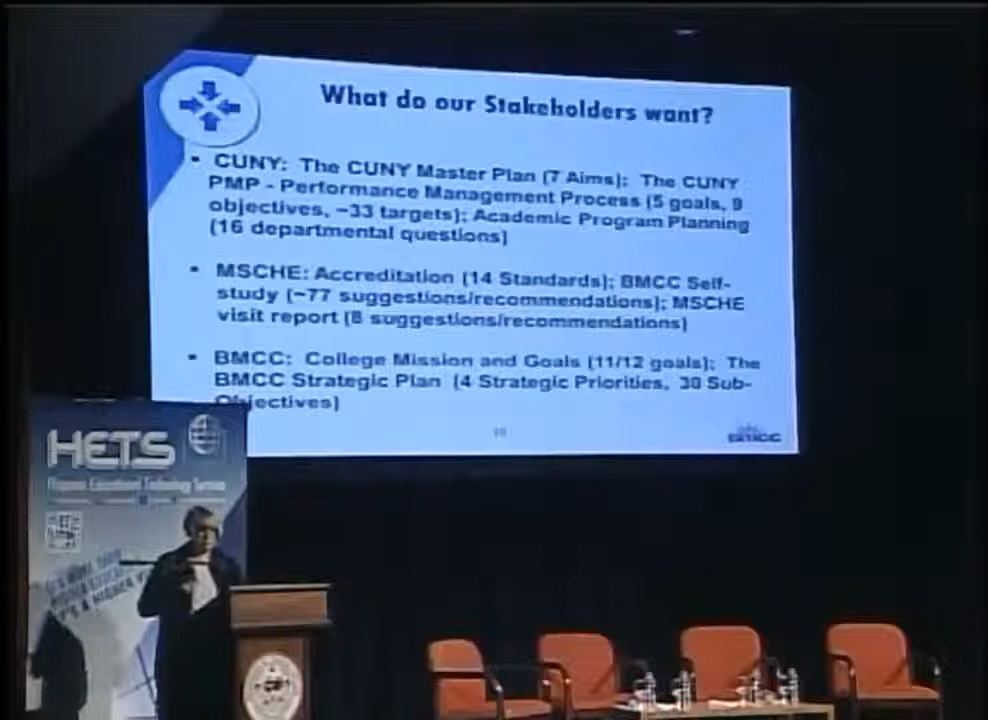 What do our Stakeholders want?
• CUNY: The CUNY Master Plan (7 Aims); The CUNY
PMP - Performance Management Process (5 goals, 9
objectives, ~33 targets); Academic Program Planning
(16 departmental questions)
• MSCHE: Accreditation (14 Standards); BMCC Self-
study (~77 suggestions/recommendations); MSCHE
visit report (8 suggestions/recommendations)
• BMCC: College Mission and Goals (11/12 goals); The
BMCC Strategic Plan (4 Strategic Priorities, 30 Sub-
Objectives)
BMCC
HETS